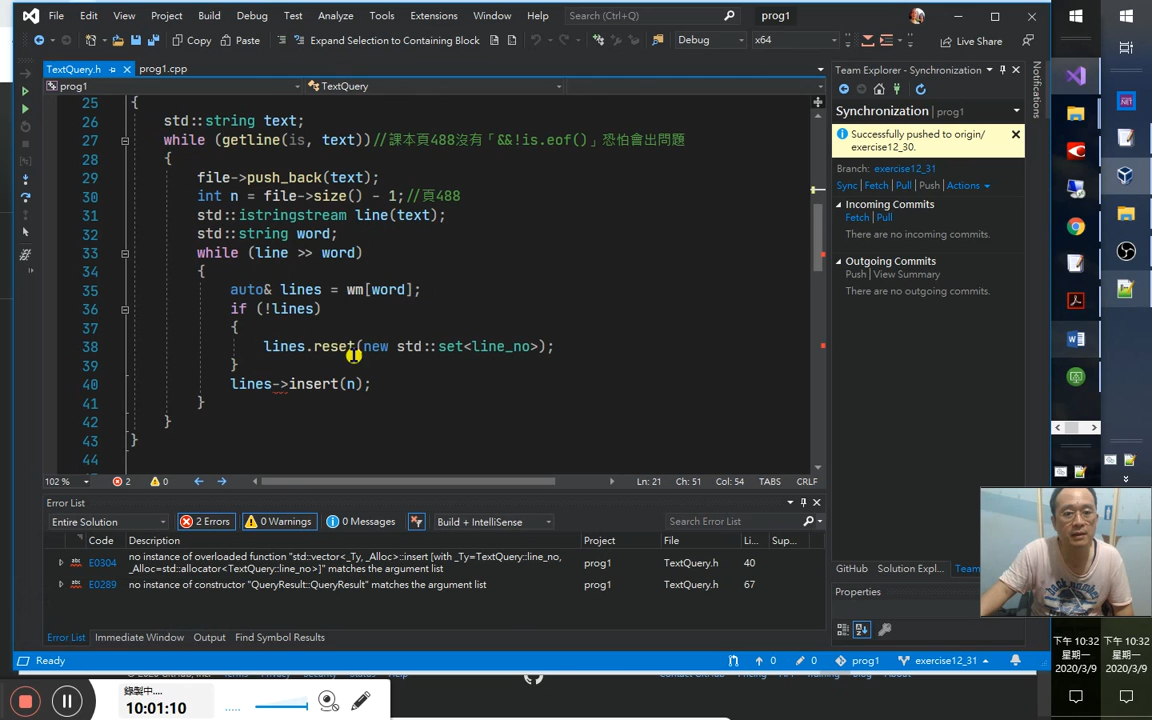 File Edit View Project Build Debug Test Analyze Tools Extensions Window Help Search (Ctrl+Q) prog1
Copy Paste Expand Selection to Containing Block Debug x64 Live Share
TextQuery.h prog1.cpp
prog1 TextQuery
25 {
26 std::string text;
27 while (getline(is, text))//課本頁488沒有「&&!is.eof()」恐怕會出問題
28 {
29 file->push_back(text);
30 int n = file->size() - 1;//頁488
31 std::istringstream line(text);
32 std::string word;
33 while (line >> word)
34 {
35 auto& lines = wm[word];
36 if (!lines)
37 {
38 lines.reset(new std::set<line_no>);
39 }
40 lines->insert(n);
41 }
42 }
43 }
44
102 % 2 0 Ln: 21 Ch: 51 Col: 54 TABS CRLF
Team Explorer - Synchronization
Synchronization prog1
Successfully pushed to origin/
exercise12_30.
Branch: exercise12_31
Sync Fetch Pull Push Actions
Incoming Commits
Fetch Pull
There are no incoming commits.
Outgoing Commits
Push View Summary
There are no outgoing commits.
GitHub Solution Expl... Team
Properties
Notifications
Error List
Entire Solution 2 Errors 0 Warnings 0 Messages Build + IntelliSense Search Error List
Code Description Project File Li... Sup...
E0304 no instance of overloaded function "std::vector<_Ty, _Alloc>::insert [with _Ty=TextQuery::line_no, TextQuery.h 40
_Alloc=std::allocator<TextQuery::line_no>]" matches the argument list prog1
E0289 no instance of constructor "QueryResult::QueryResult" matches the argument list prog1 TextQuery.h 67
Error List Immediate Window Output Find Symbol Results
Ready 0 0 prog1 exercise12_31
錄製中...
10:01:10
下午 10:32
星期一
2020/3/9
下午 10:32
星期一
2020/3/9